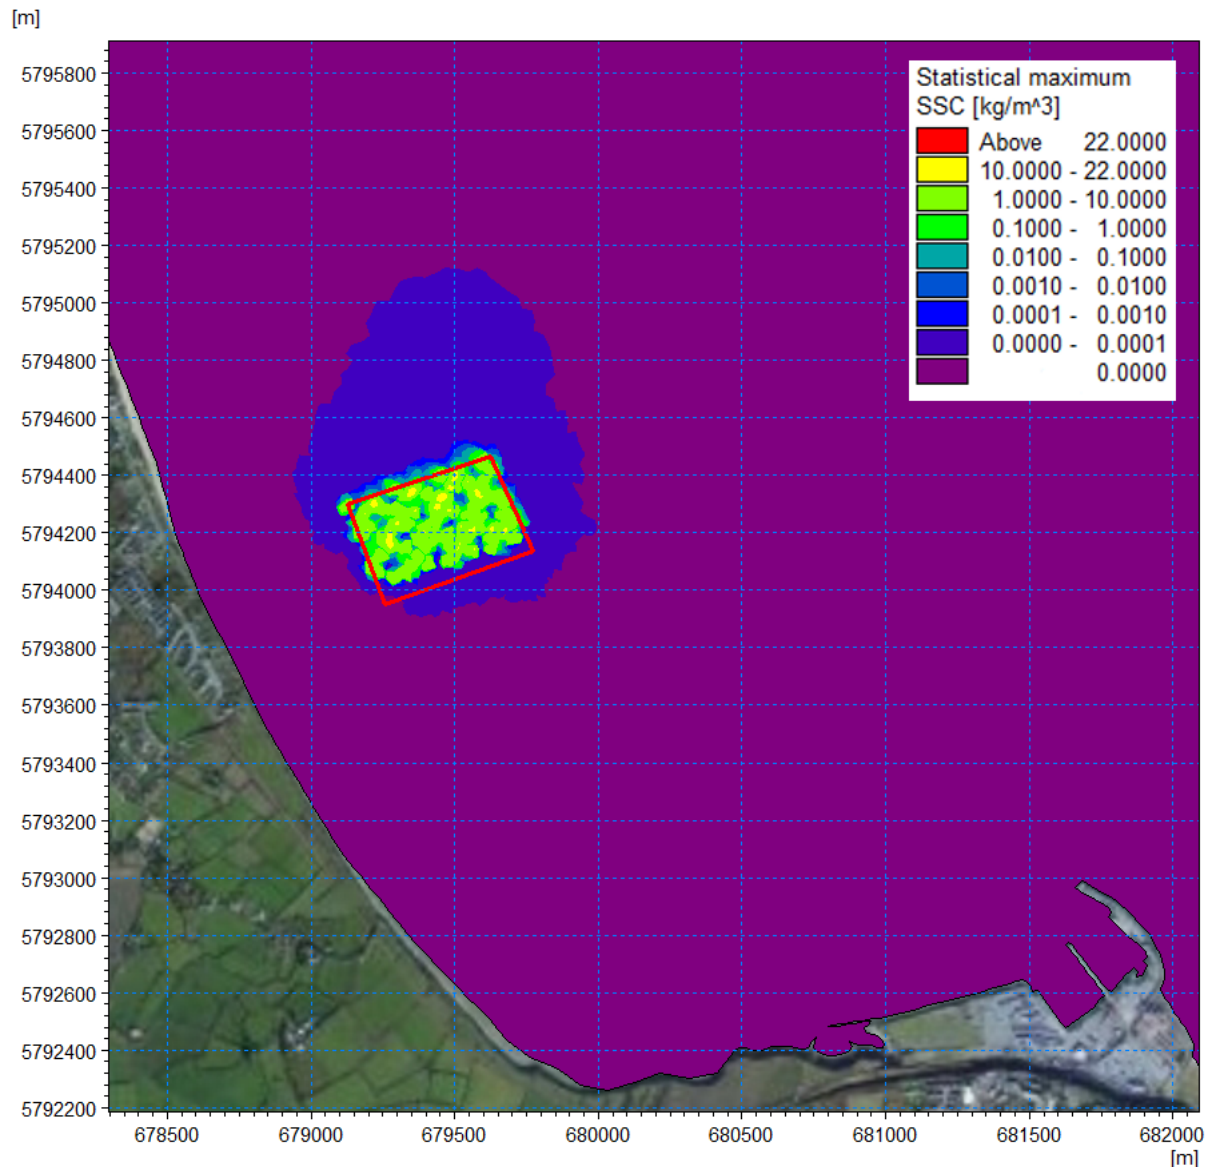 [m]
5795800
5795600
5795400
5795200
5795000
5794800
5794600
5794400
5794200
5794000
5793800
5793600
5793400
5793200
5793000
5792800
5792600
5792400
5792200
Statistical maximum
SSC [kg/m^3]
Above 22.0000
10.0000 - 22.0000
1.0000 - 10.0000
0.1000 - 1.0000
0.0100 - 0.1000
0.0010 - 0.0100
0.0001 - 0.0010
0.0000 - 0.0001
0.0000
678500 679000 679500 680000 680500 681000 681500 682000
[m]